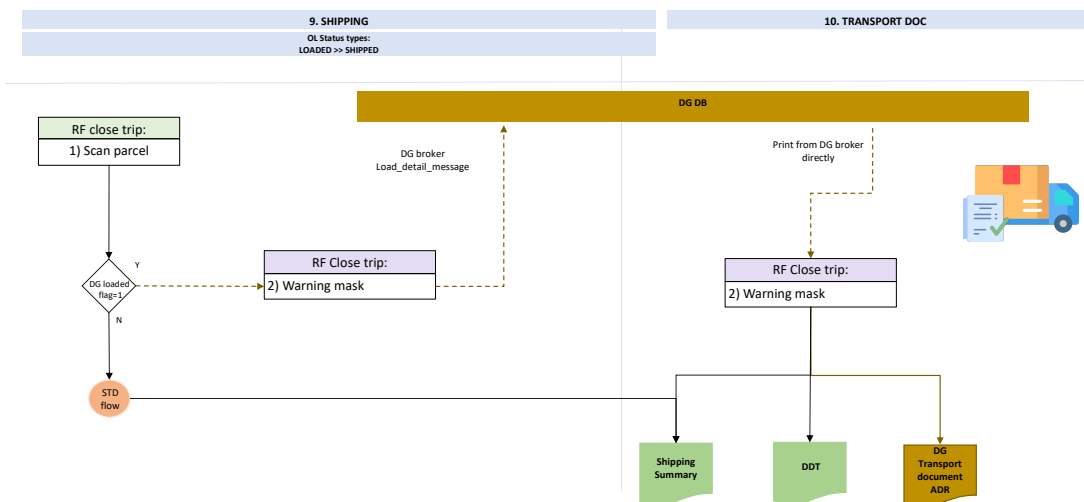 9. SHIPPING
10. TRANSPORT DOC
OL Status types:
LOADED >> SHIPPED
DG DB
RF close trip:
1) Scan parcel
DG broker
Load_detail_message
Print from DG broker
directly
Y
DG loaded
flag=1
N
RF Close trip:
2) Warning mask
RF Close trip:
2) Warning mask
STD
flow
Shipping
Summary
DDT
DG
Transport
document
ADR